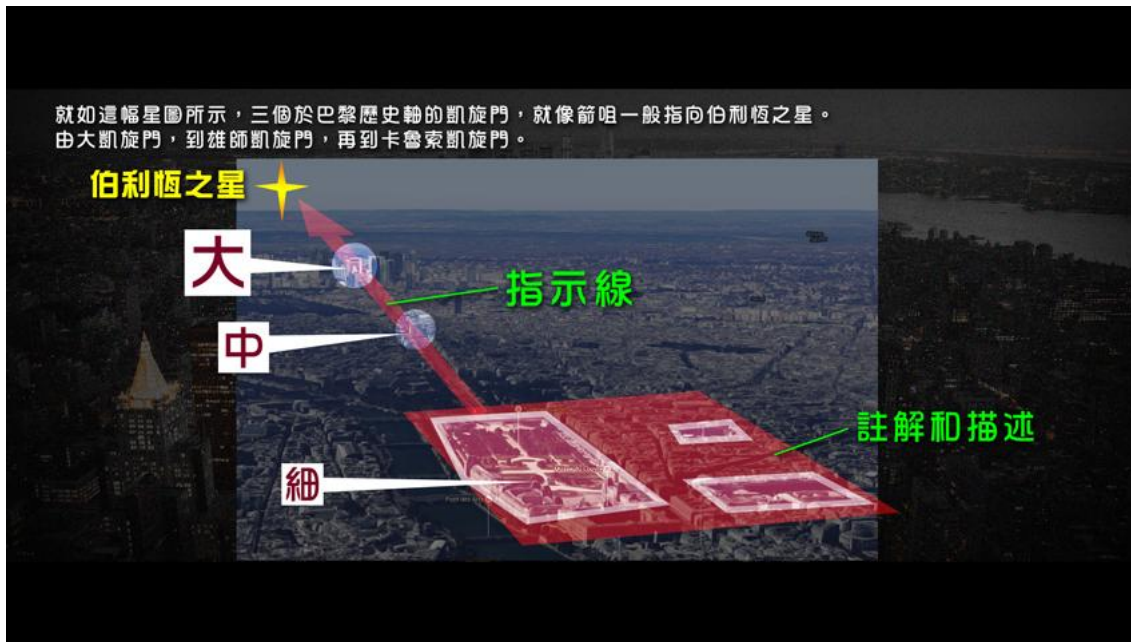 就如這幅星圖所示，三個於巴黎歷史軸的凱旋門，就像箭咀一般指向伯利恆之星。
由大凱旋門，到雄師凱旋門，再到卡魯索凱旋門。
伯利恆之星
大
指示線
中
註解和描述
細